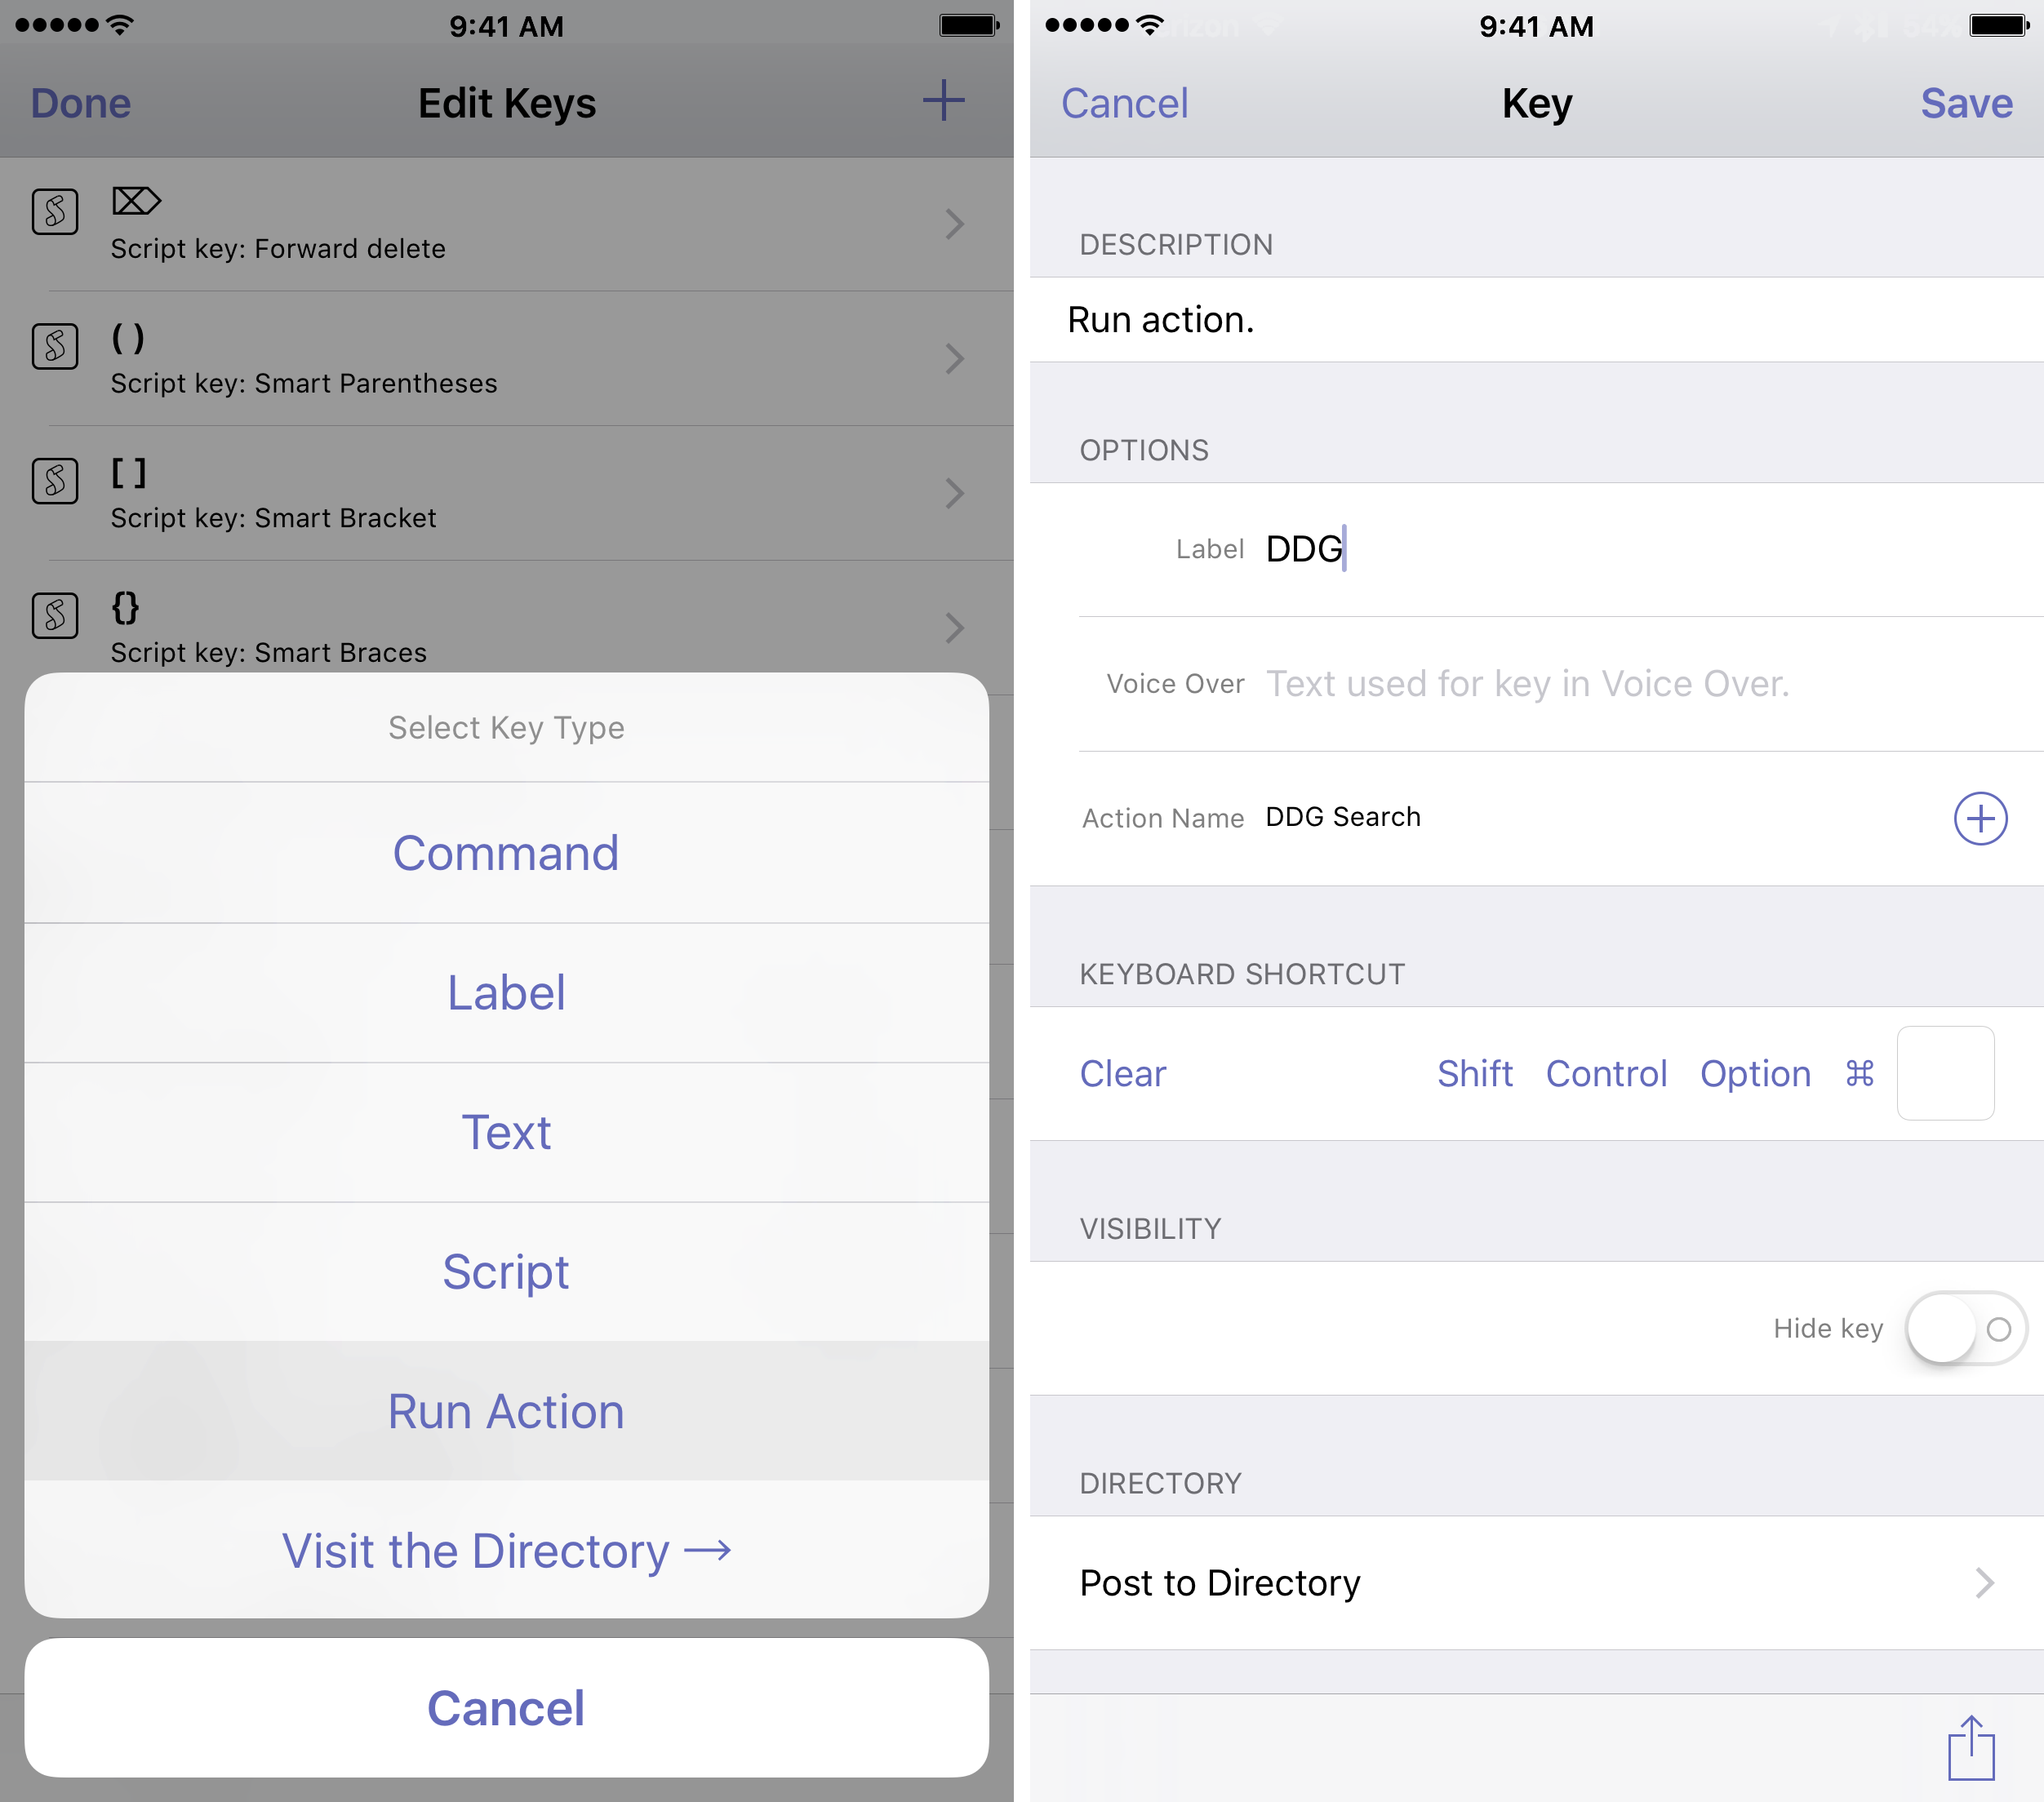 9:41 AM
Done
Edit Keys
Script key: Forward delete
( )
Script key: Smart Parentheses
[ ]
Script key: Smart Bracket
{}
Script key: Smart Braces
Select Key Type
Command
Label
Text
Script
Run Action
Visit the Directory →
Cancel
9:41 AM
Cancel
Key
Save
DESCRIPTION
Run action.
OPTIONS
Label DDG
Voice Over Text used for key in Voice Over.
Action Name DDG Search
KEYBOARD SHORTCUT
Clear Shift Control Option ⌘
VISIBILITY
Hide key
DIRECTORY
Post to Directory